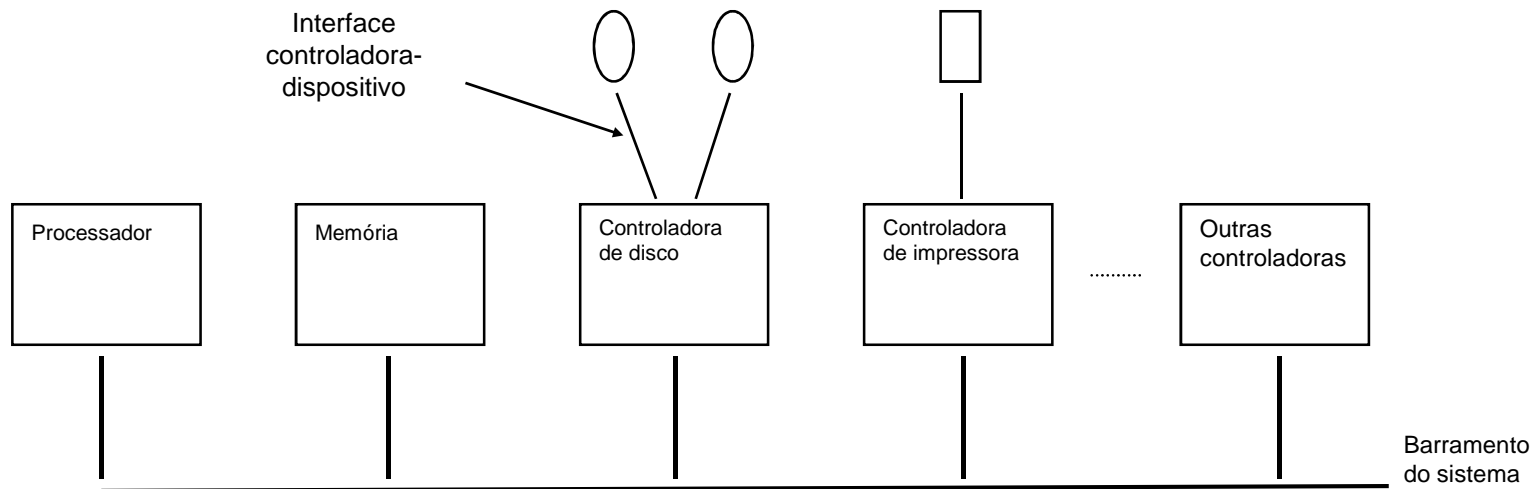 Interface
controladora-
dispositivo
Processador
Memória
Controladora
de disco
Controladora
de impressora
..........
Outras
controladoras
Barramento
do sistema